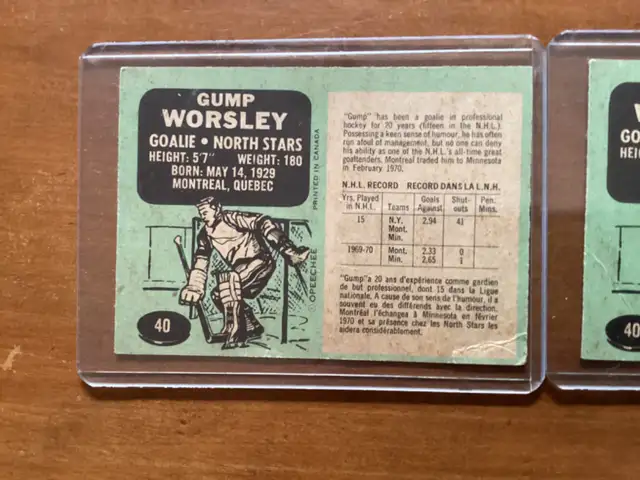 GUMP
WORSLEY
GOALIE • NORTH STARS
HEIGHT: 5'7" WEIGHT: 180
BORN: MAY 14, 1929
MONTREAL, QUEBEC
PRINTED IN CANADA
©OPEECHEE
40
"Gump" has been a goalie in professional
hockey for 20 years (fifteen in the N.H.L.)
Possessing a keen sense of humour, he has often
run afoul of management, but no one can deny
his ability as one of the N.H.L.'s all-time great
goaltenders. Montreal traded him to Minnesota
in February 1970.
N.H.L. RECORD RECORD DANS LA L.N.H.
Yrs. Played in N.H.L. Teams Goals Against Shut-outs Pen. Mins.
15 N.Y. 2.94 41
Mont.
Min.
1969-70 Mont. 2.33 0
Min. 2.65 1
"Gump" a 20 ans d'expérience comme gardien
de but professionnel, dont 15 dans la Ligue
nationale. A cause de son sens de l'humour, il a
souvent eu des différends avec la direction.
Montréal l'échangea à Minnesota en février
1970 et sa présence chez les North Stars les
aidera considérablement.
GO
HEI
40